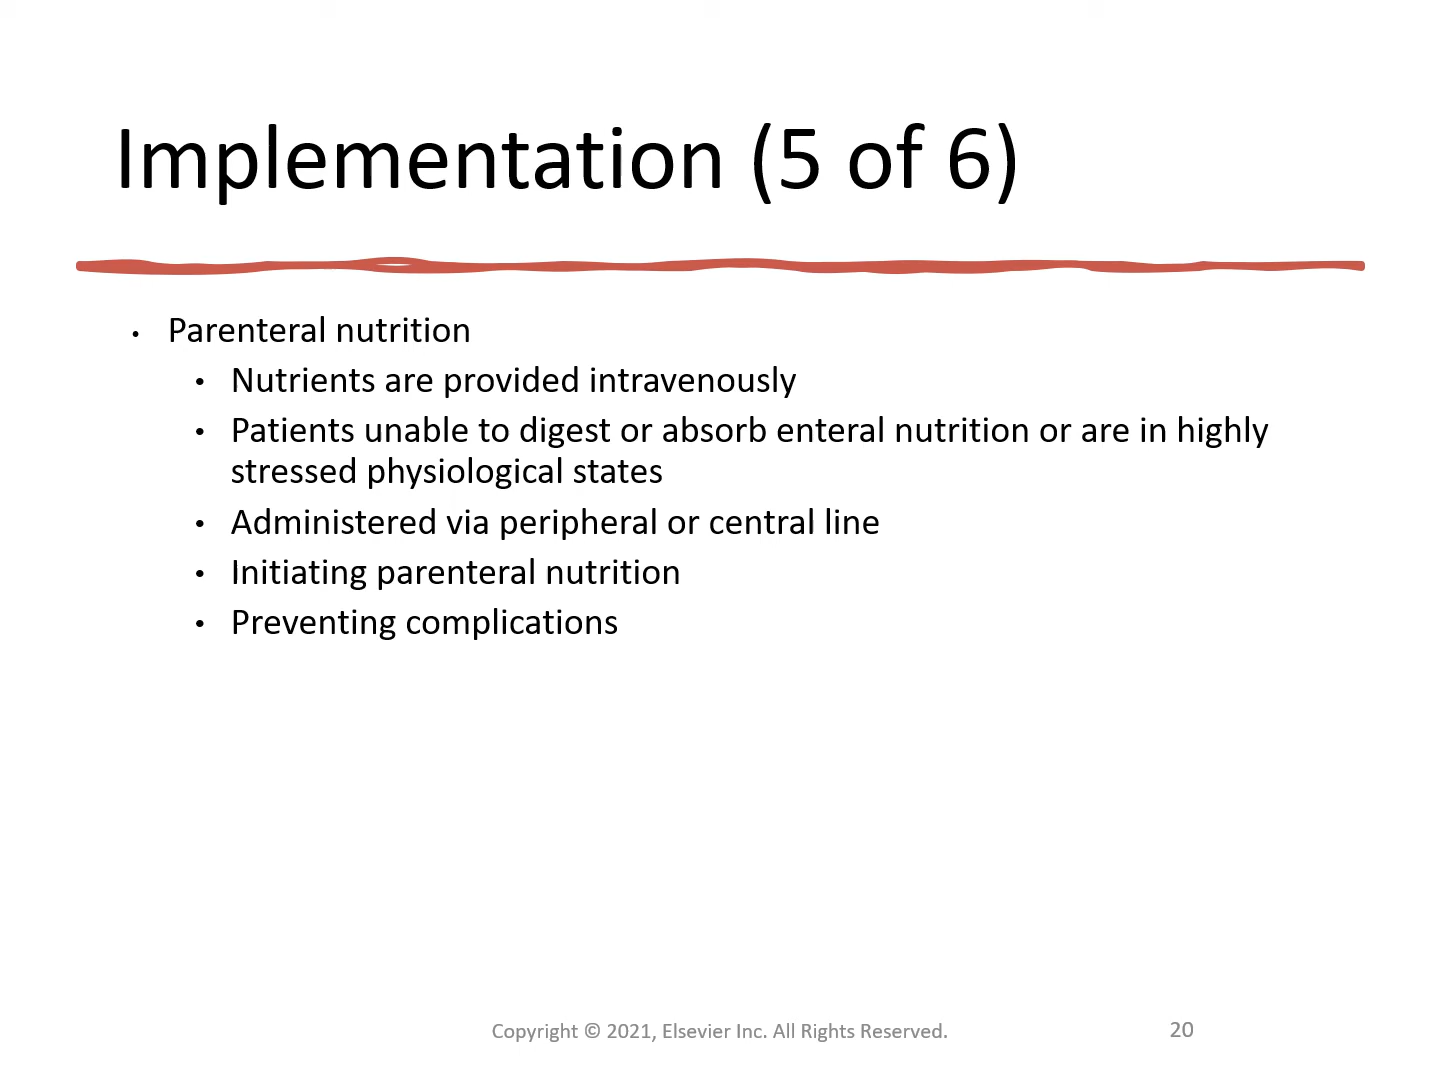 Implementation (5 of 6)
• Parenteral nutrition
• Nutrients are provided intravenously
• Patients unable to digest or absorb enteral nutrition or are in highly
stressed physiological states
• Administered via peripheral or central line
• Initiating parenteral nutrition
• Preventing complications
Copyright © 2021, Elsevier Inc. All Rights Reserved.
20